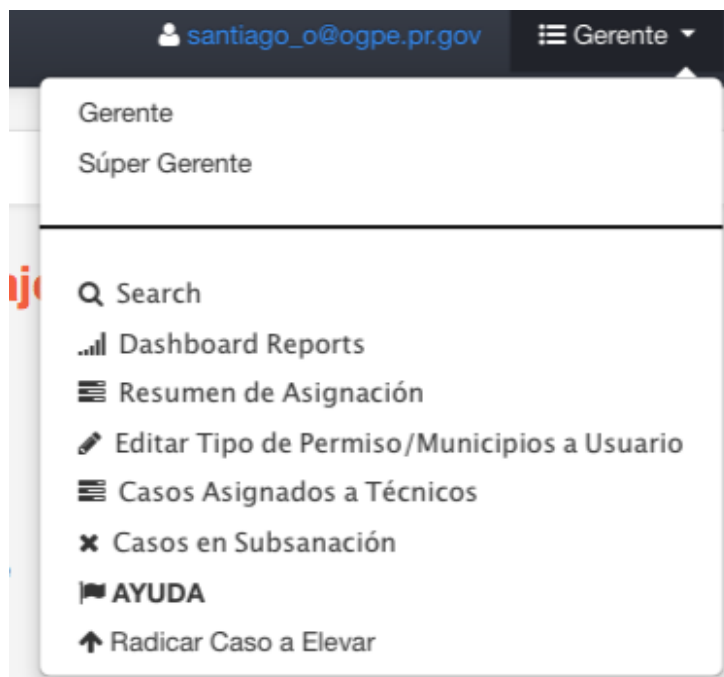 santiago_o@ogpe.pr.gov Gerente
Gerente
Súper Gerente
Search
Dashboard Reports
Resumen de Asignación
Editar Tipo de Permiso/Municipios a Usuario
Casos Asignados a Técnicos
Casos en Subsanación
AYUDA
Radicar Caso a Elevar